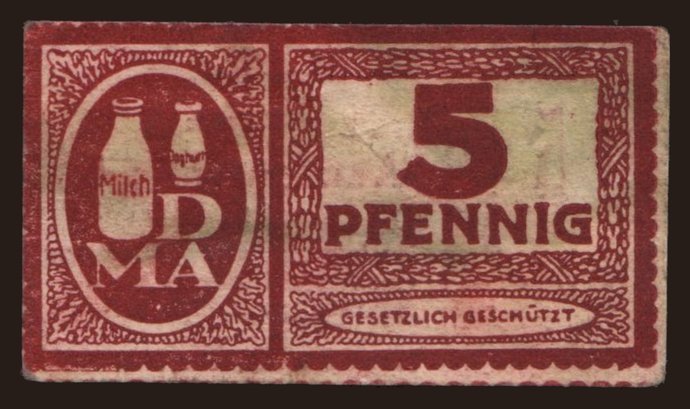 Milch
Joghurt
D
MA
5
PFENNIG
GESETZLICH GESCHÜTZT